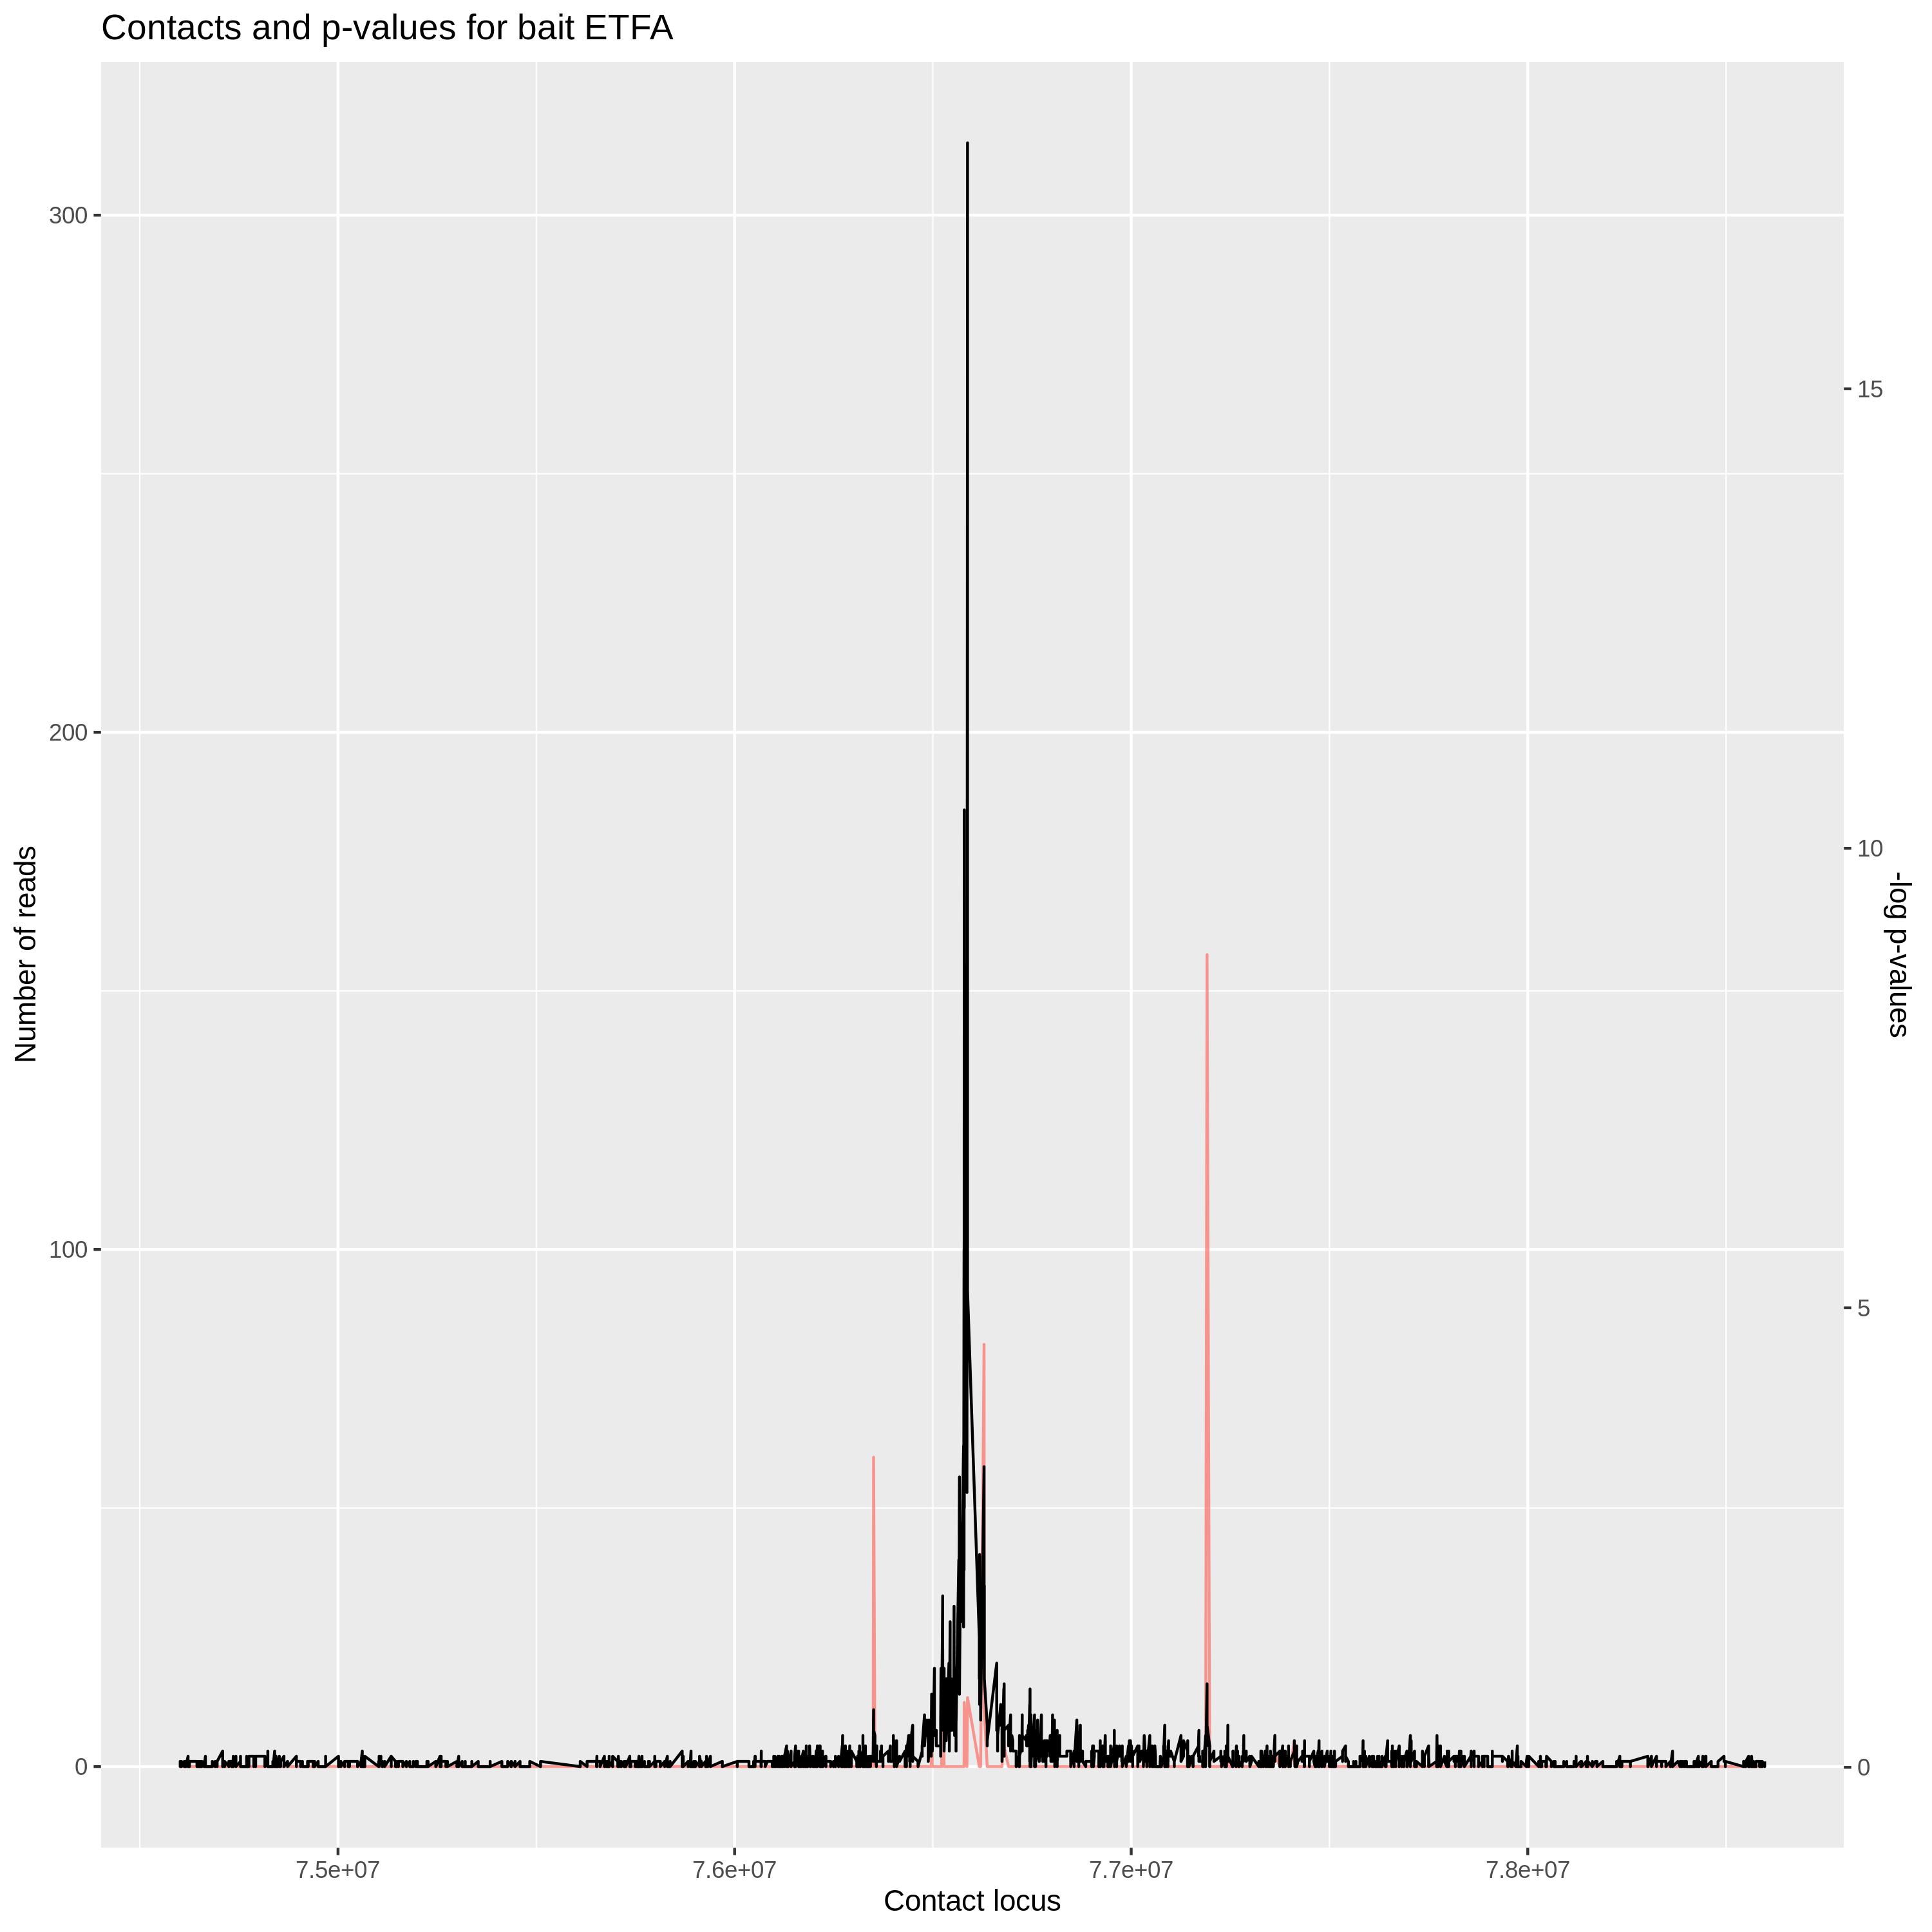 Contacts and p-values for bait ETFA
300
200
100
0
Number of reads
15
10
5
0
-log p-values
7.5e+07 7.6e+07 7.7e+07 7.8e+07
Contact locus